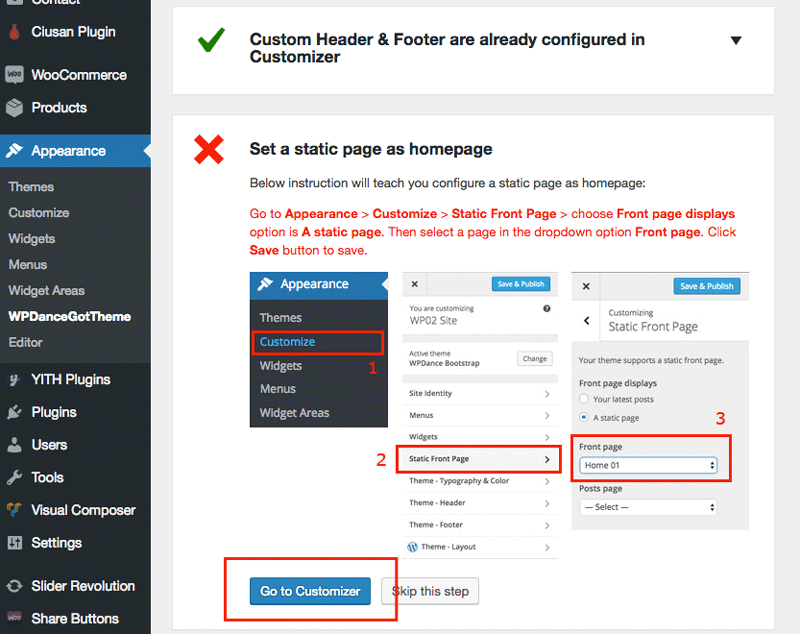 Contact
Ciusan Plugin
WooCommerce
Products
Appearance
Themes
Customize
Widgets
Menus
Widget Areas
WPDanceGotTheme
Editor
YITH Plugins
Plugins
Users
Tools
Visual Composer
Settings
Slider Revolution
Share Buttons
Custom Header & Footer are already configured in
Customizer
Set a static page as homepage
Below instruction will teach you configure a static page as homepage:
Go to Appearance > Customize > Static Front Page > choose Front page displays
option is A static page. Then select a page in the dropdown option Front page. Click
Save button to save.
Appearance
Themes
Customize
1
Widgets
Menus
Widget Areas
Save & Publish
You are customizing
WP02 Site
Active theme
WPDance Bootstrap
Change
Site Identity
Menus
Widgets
2
Static Front Page
Theme - Typography & Color
Theme - Header
Theme - Footer
Theme - Layout
Save & Publish
Customizing
Static Front Page
Your theme supports a static front page.
Front page displays
Your latest posts
A static page
3
Front page
Home 01
Posts page
— Select —
Go to Customizer
Skip this step